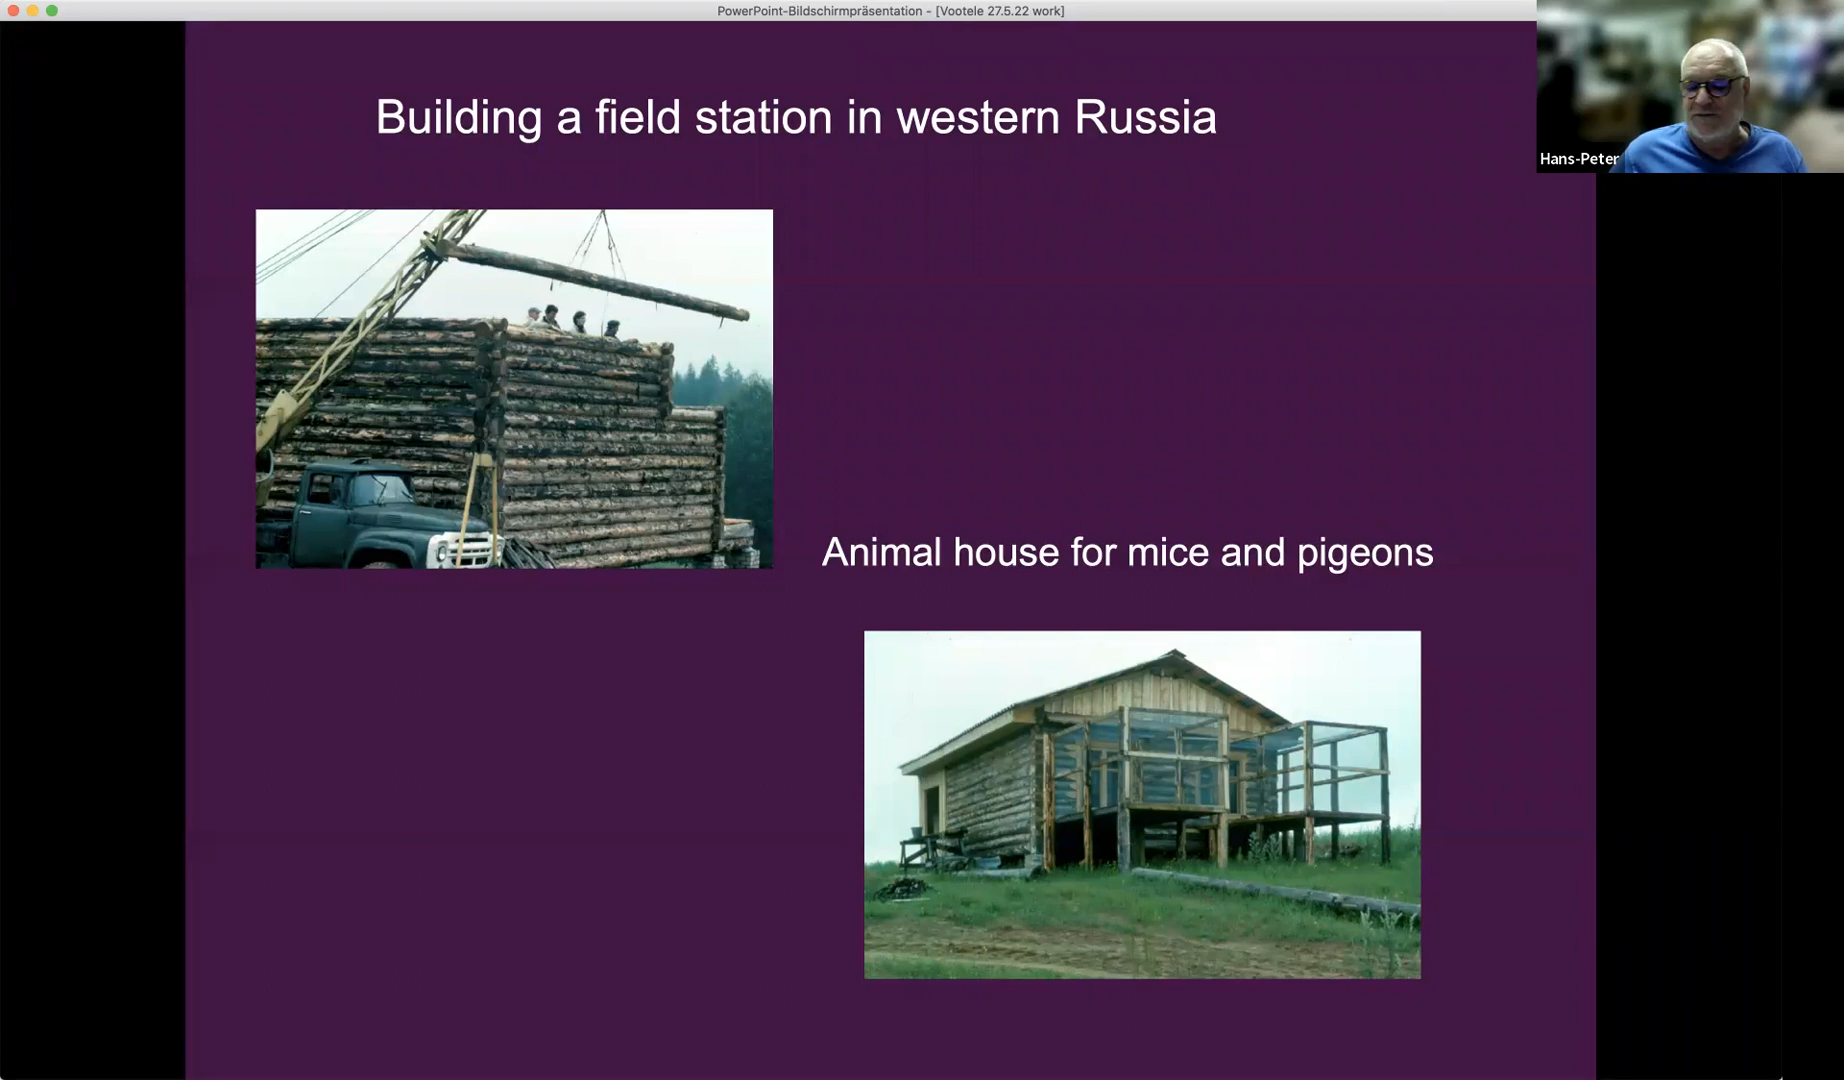 PowerPoint-Bildschirmpräsentation - [Vootele 27.5.22 work]
Building a field station in western Russia
Hans-Peter
Animal house for mice and pigeons